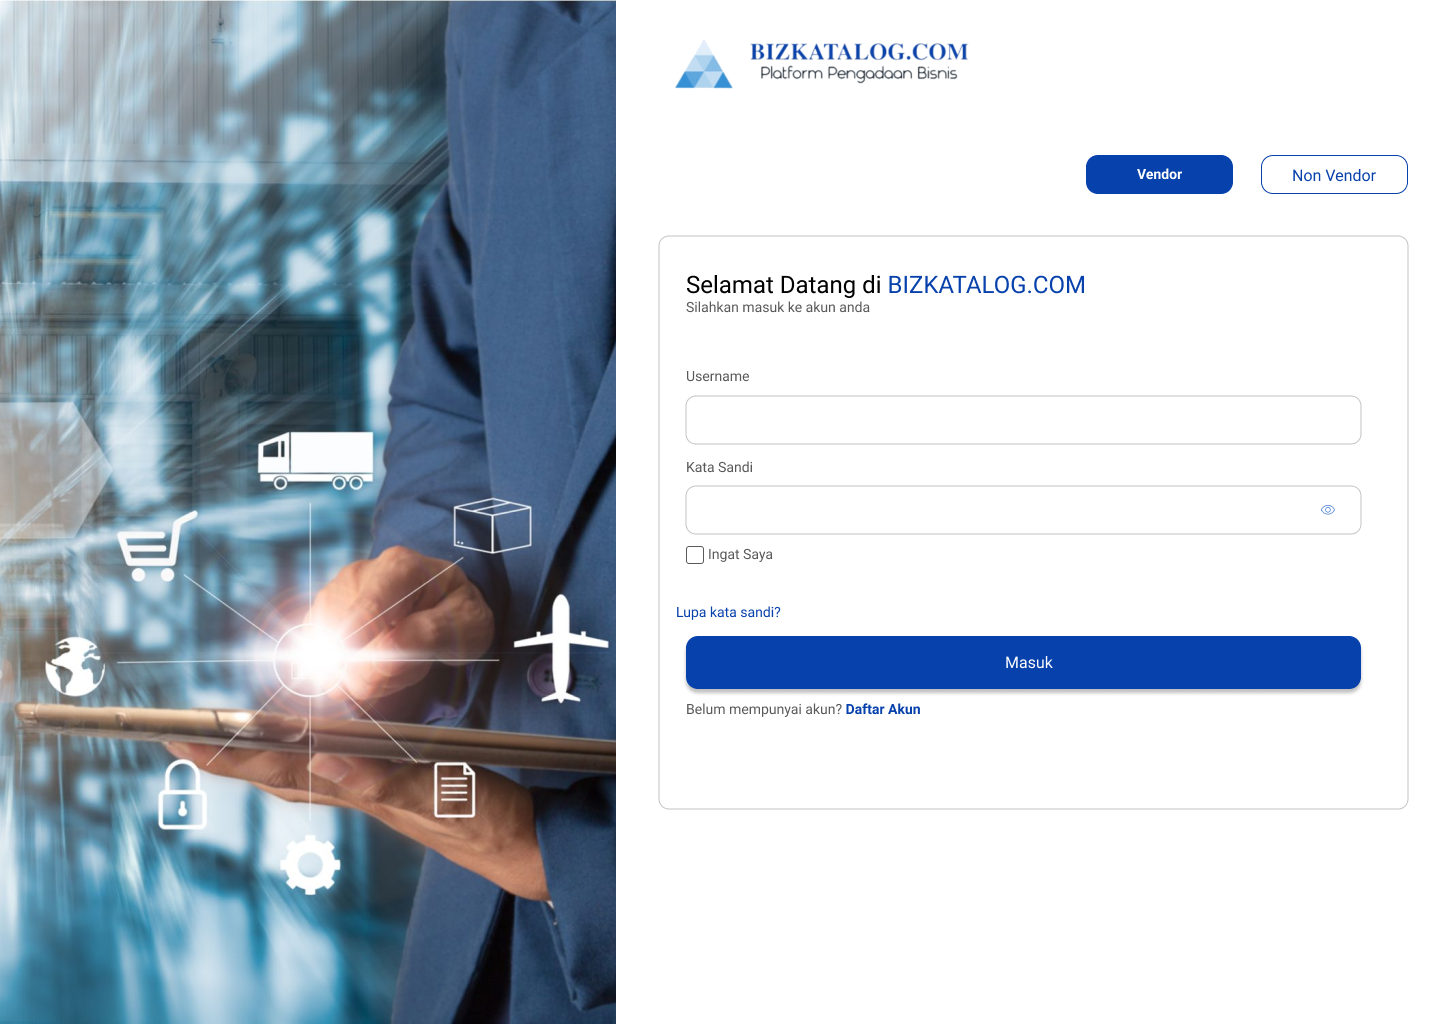 BIZKATALOG.COM
Platform Pengadaan Bisnis
Vendor
Non Vendor
Selamat Datang di BIZKATALOG.COM
Silahkan masuk ke akun anda
Username
Kata Sandi
Ingat Saya
Lupa kata sandi?
Masuk
Belum mempunyai akun? Daftar Akun